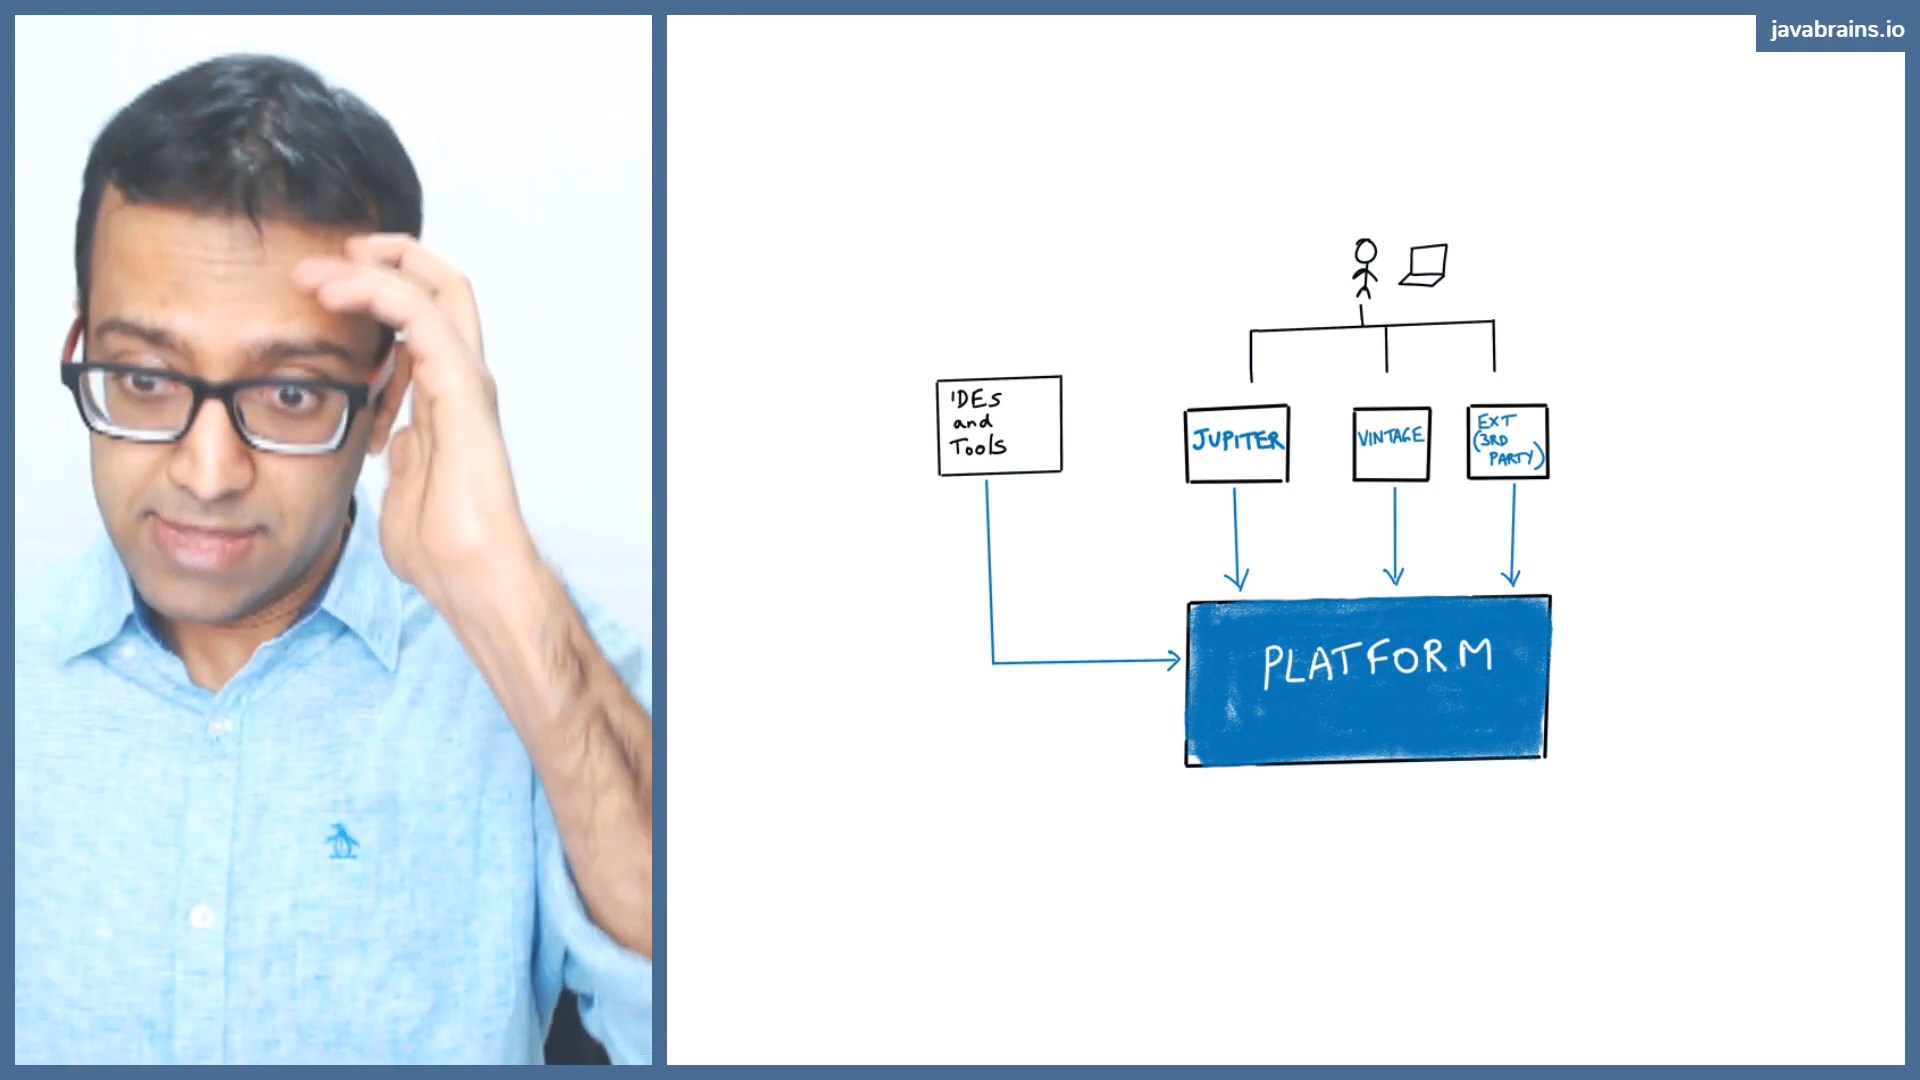 javabrains.io
IDEs
and
Tools
JUPITER
VINTAGE
EXT
(3RD
PARTY)
PLATFORM